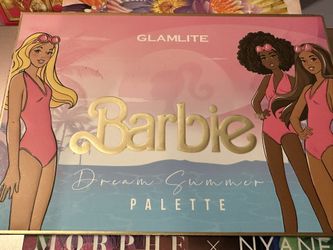 GLAMLITE
Barbie
Dream Summer
PALETTE
MORPHE X NYANE